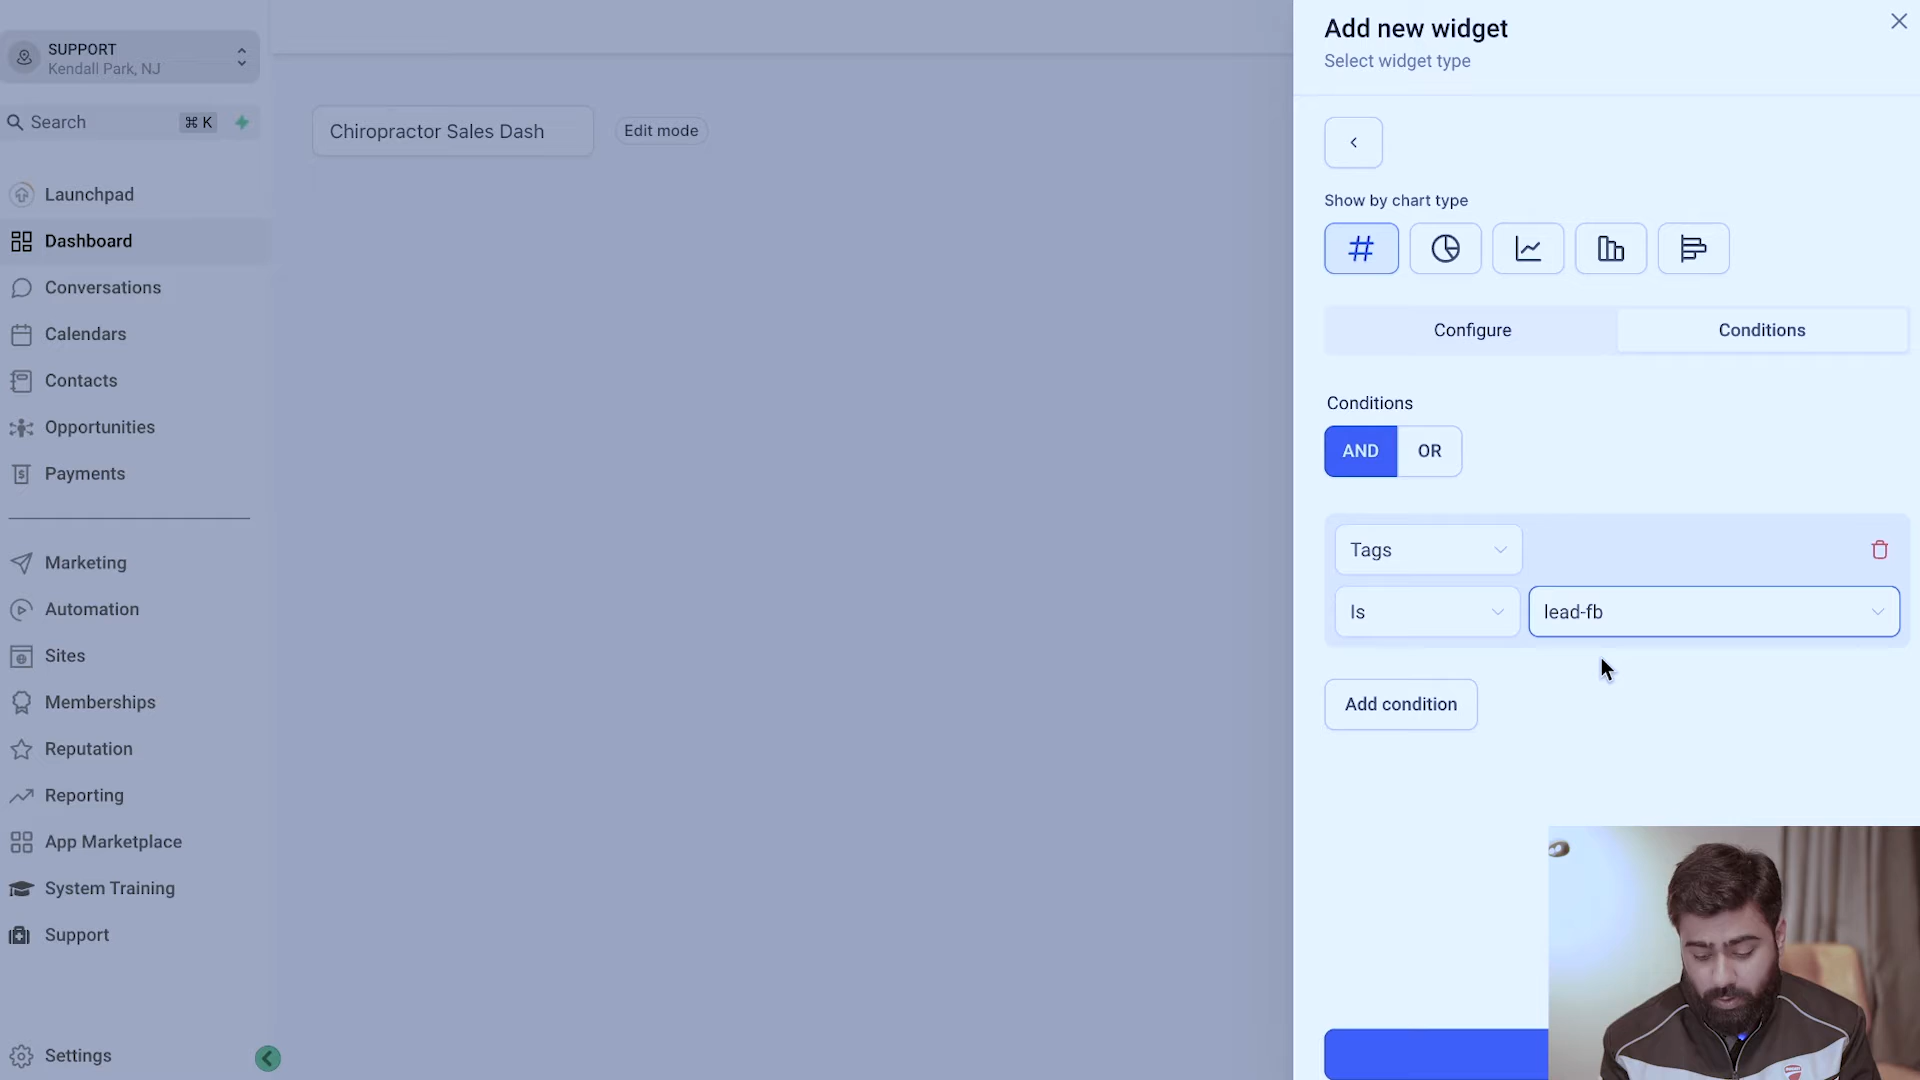 SUPPORT
Kendall Park, NJ
Search
⌘ K
Launchpad
Dashboard
Conversations
Calendars
Contacts
Opportunities
Payments
Marketing
Automation
Sites
Memberships
Reputation
Reporting
App Marketplace
System Training
Support
Settings
Chiropractor Sales Dash
Edit mode
Add new widget
Select widget type
Show by chart type
Configure
Conditions
Conditions
AND
OR
Tags
Is
lead-fb
Add condition